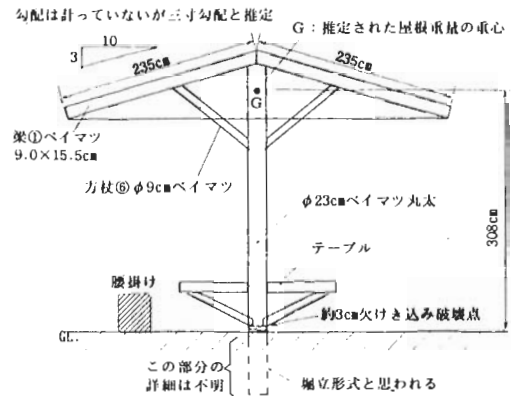 勾配は計っていないが三寸勾配と推定
G：推定された屋根重量の重心
10
3
235cm
235cm
G
梁①ベイマツ
9.0×15.5cm
方杖⑥φ9cmベイマツ
φ23cmベイマツ丸太
308cm
テーブル
腰掛け
約3cm欠けき込み破壊点
GL.
この部分の
詳細は不明
堀立形式と思われる